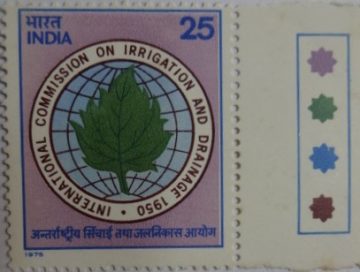 भारत 25
INDIA
INTERNATIONAL COMMISSION ON IRRIGATION AND DRAINAGE 1950
अन्तर्राष्ट्रीय सिंचाई तथा जलनिकास आयोग
1975